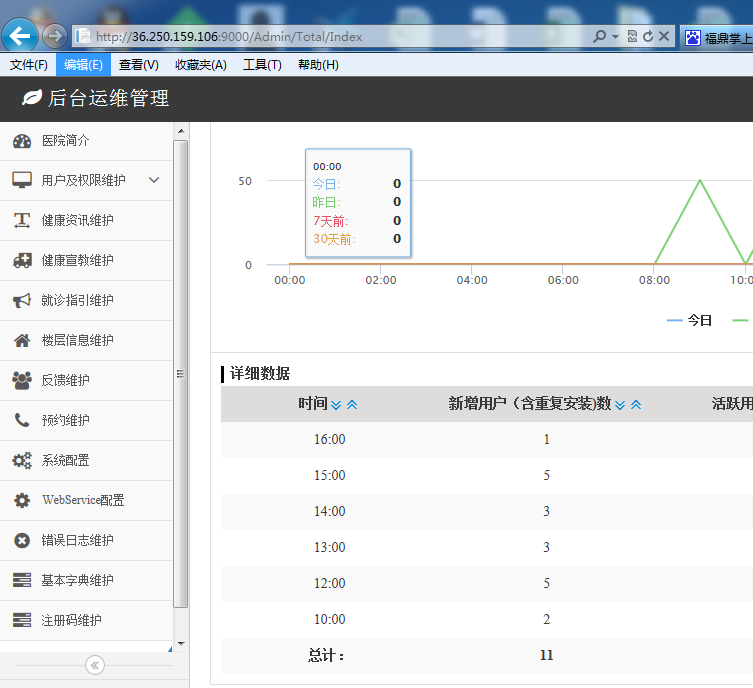 http://36.250.159.106:9000/Admin/Total/Index
福鼎掌上
文件(F) 编辑(E) 查看(V) 收藏夹(A) 工具(T) 帮助(H)
后台运维管理
医院简介
用户及权限维护
健康资讯维护
健康宣教维护
就诊指引维护
楼层信息维护
反馈维护
预约维护
系统配置
WebService配置
错误日志维护
基本字典维护
注册码维护
50
0
00:00
今日: 0
昨日: 0
7天前: 0
30天前: 0
00:00 02:00 04:00 06:00 08:00 10:0
今日
详细数据
时间 新增用户（含重复安装)数 活跃用
16:00 1
15:00 5
14:00 3
13:00 3
12:00 5
10:00 2
总计： 11